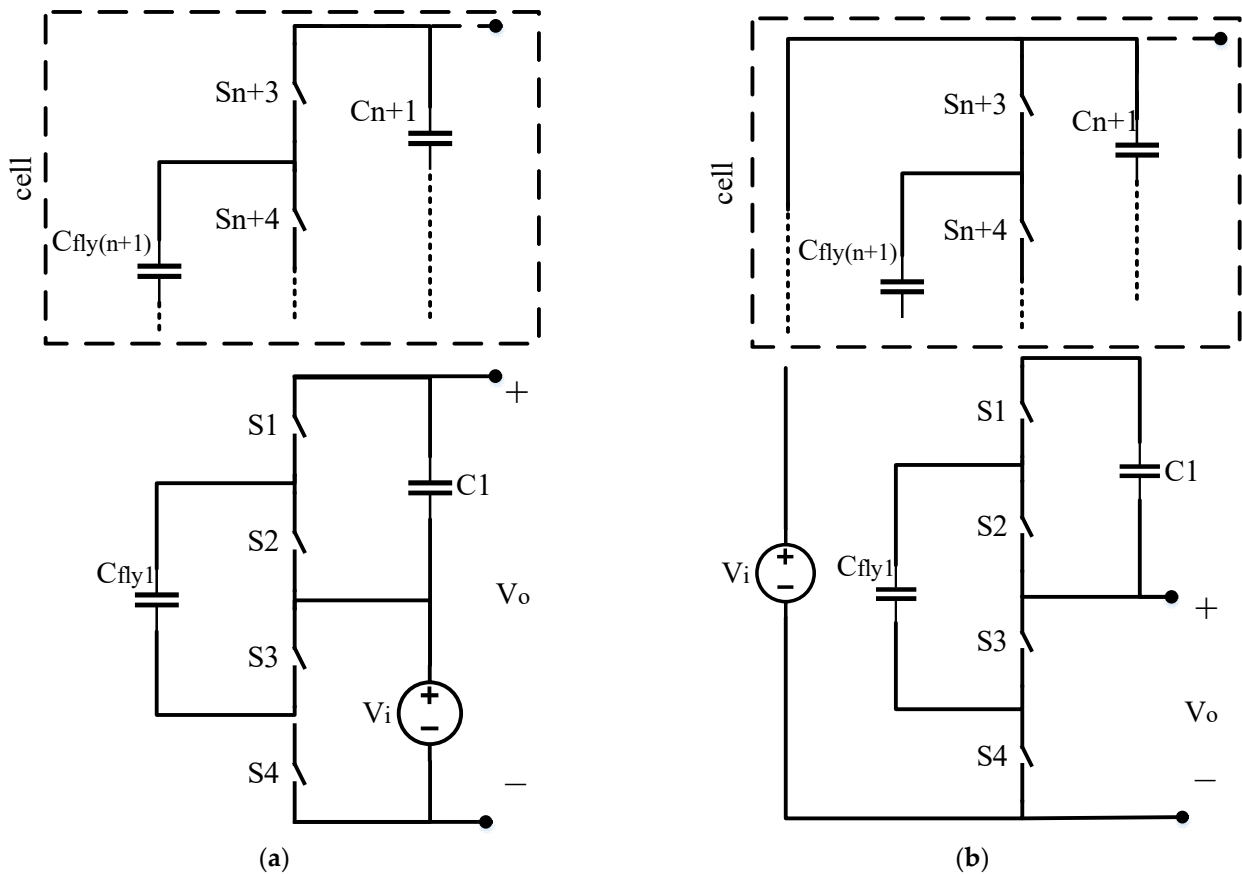 Sn+3
Cn+1
cell
Sn+4
Cfly(n+1)
+
S1
C1
S2
Cfly1
Vo
S3
+
Vi
−
S4
−
(a)
Sn+3
Cn+1
cell
Sn+4
Cfly(n+1)
S1
C1
S2
+
Vi
−
Cfly1
+
S3
Vo
S4
−
(b)